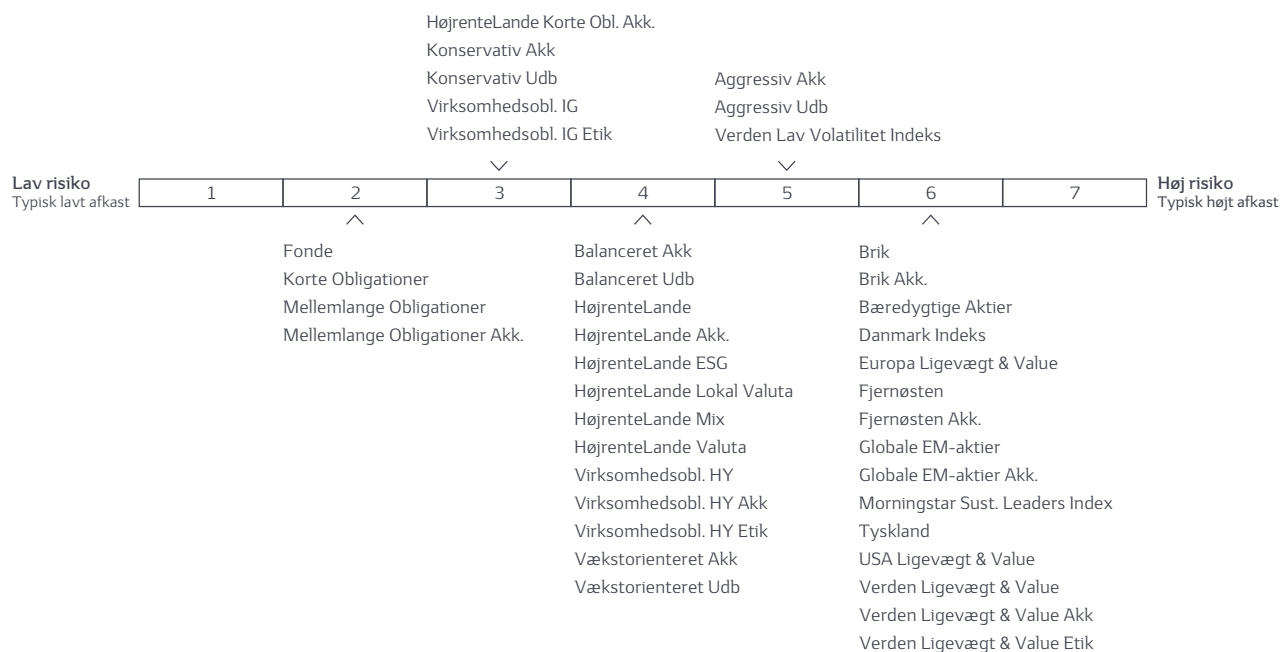 HøjrenteLande Korte Obl. Akk.
Konservativ Akk
Konservativ Udb
Virksomhedsobl. IG
Virksomhedsobl. IG Etik
Aggressiv Akk
Aggressiv Udb
Verden Lav Volatilitet Indeks
Lav risiko
Typisk lavt afkast
1
2
3
4
5
6
7
Høj risiko
Typisk højt afkast
Fonde
Korte Obligationer
Mellemlange Obligationer
Mellemlange Obligationer Akk.
Balanceret Akk
Balanceret Udb
HøjrenteLande
HøjrenteLande Akk.
HøjrenteLande ESG
HøjrenteLande Lokal Valuta
HøjrenteLande Mix
HøjrenteLande Valuta
Virksomhedsobl. HY
Virksomhedsobl. HY Akk
Virksomhedsobl. HY Etik
Vækstorienteret Akk
Vækstorienteret Udb
Brik
Brik Akk.
Bæredygtige Aktier
Danmark Indeks
Europa Ligevægt & Value
Fjernøsten
Fjernøsten Akk.
Globale EM-aktier
Globale EM-aktier Akk.
Morningstar Sust. Leaders Index
Tyskland
USA Ligevægt & Value
Verden Ligevægt & Value
Verden Ligevægt & Value Akk
Verden Ligevægt & Value Etik